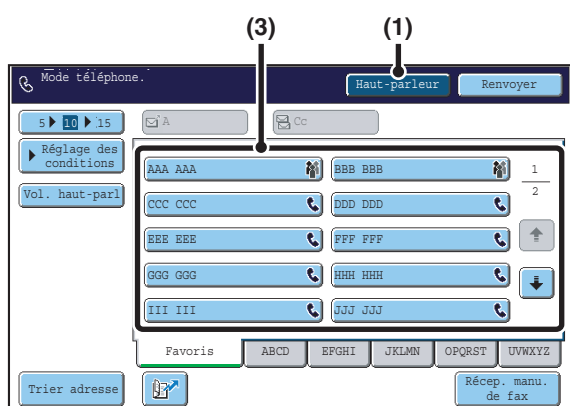 (3) (1)
Mode téléphone.
Haut-parleur Renvoyer
5 10 15 A Cc
Réglage des
conditions
Vol. haut-parl
AAA AAA BBB BBB 1
CCC CCC DDD DDD 2
EEE EEE FFF FFF
GGG GGG HHH HHH
III III JJJ JJJ
Favoris ABCD EFGHI JKLMN OPQRST UVWXYZ
Trier adresse
Récep. manu.
de fax